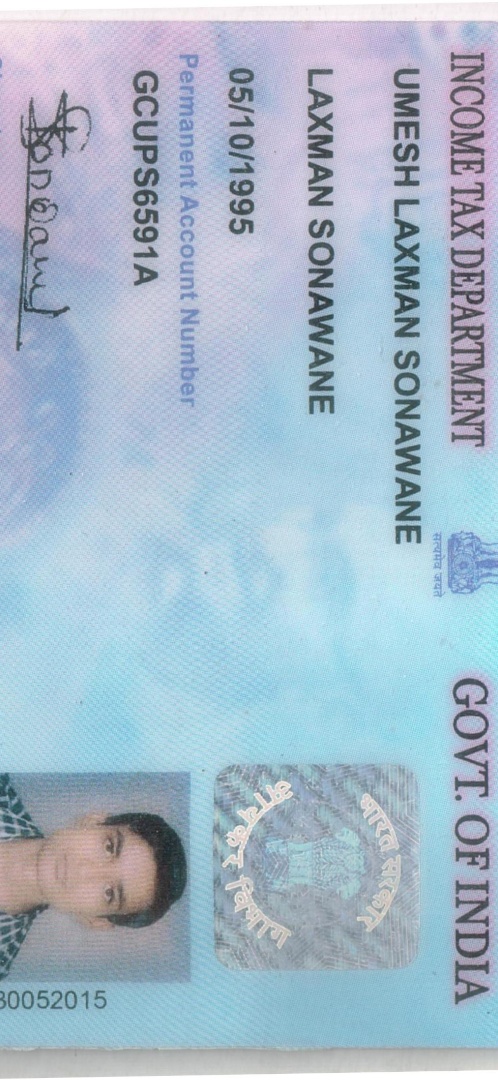 INCOME TAX DEPARTMENT
सत्यमेव जयते
GOVT. OF INDIA
UMESH LAXMAN SONAWANE
LAXMAN SONAWANE
05/10/1995
Permanent Account Number
GCUPS6591A
भारत सरकार
आयकर विभाग
30052015